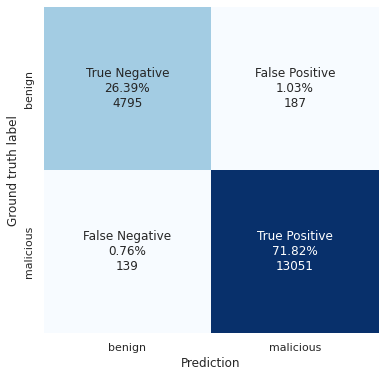 True Negative
26.39%
4795
False Positive
1.03%
187
False Negative
0.76%
139
True Positive
71.82%
13051
benign
malicious
Ground truth label
benign
malicious
Prediction